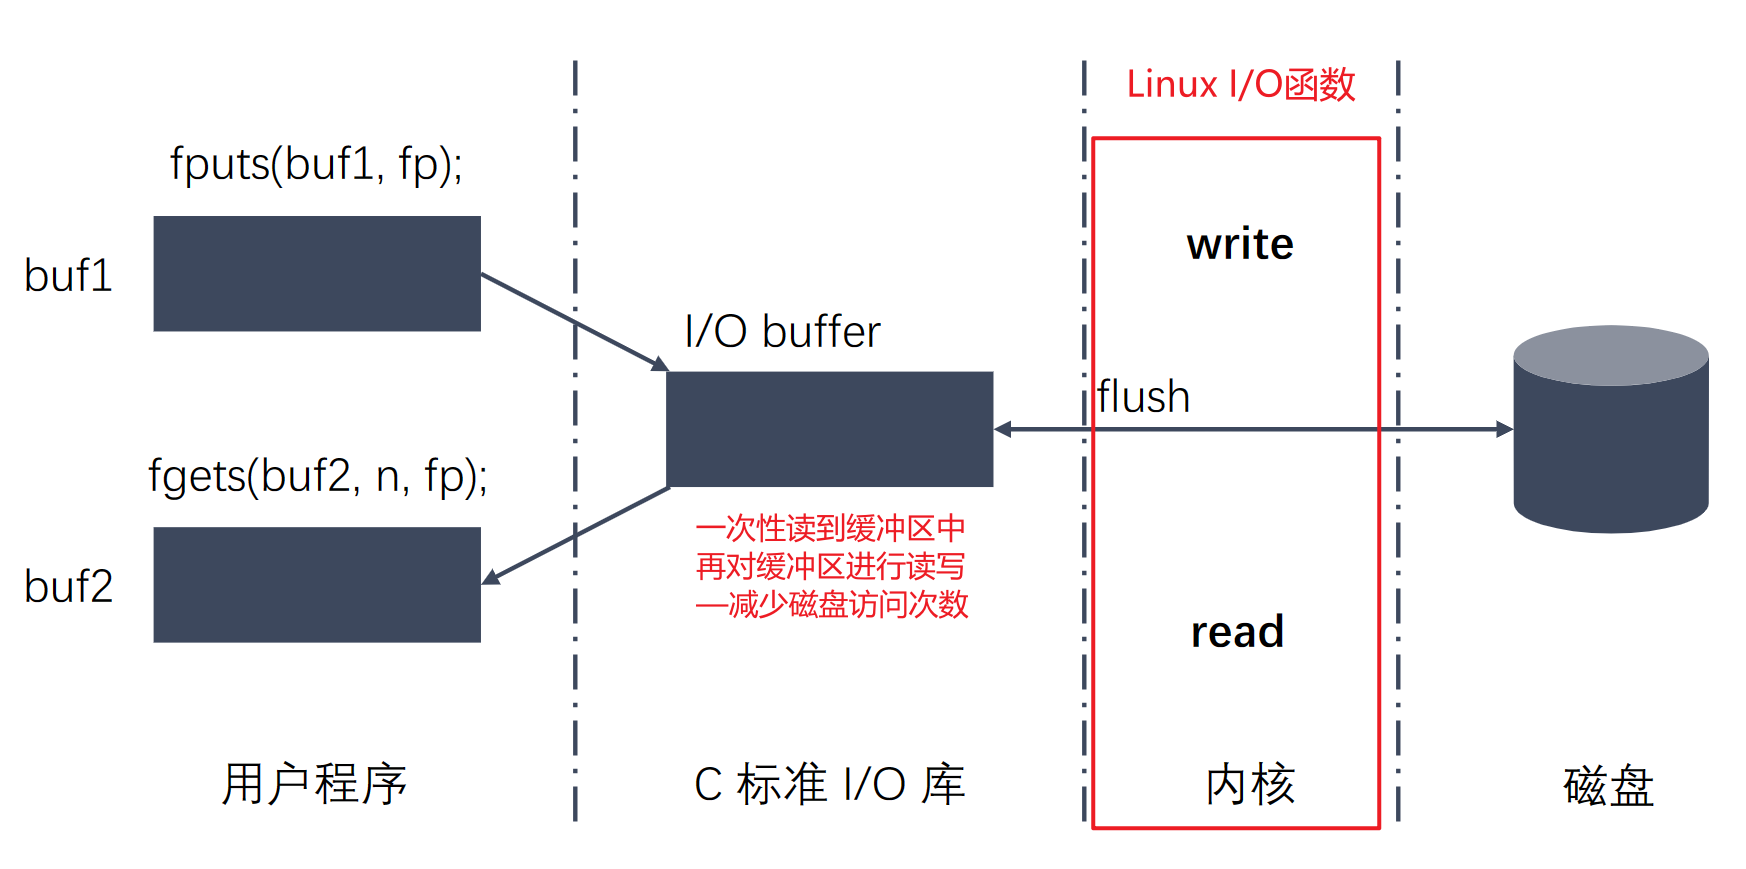 Linux I/O函数
fputs(buf1, fp);
write
buf1
I/O buffer
flush
fgets(buf2, n, fp);
一次性读到缓冲区中
再对缓冲区进行读写
—减少磁盘访问次数
buf2
read
用户程序
C 标准 I/O 库
内核
磁盘